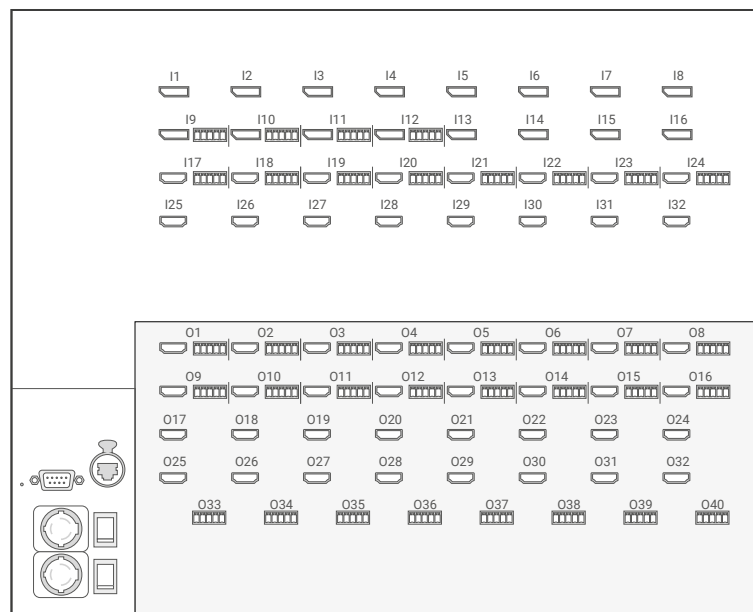 I1 I2 I3 I4 I5 I6 I7 I8
I9 I10 I11 I12 I13 I14 I15 I16
I17 I18 I19 I20 I21 I22 I23 I24
I25 I26 I27 I28 I29 I30 I31 I32
O1 O2 O3 O4 O5 O6 O7 O8
O9 O10 O11 O12 O13 O14 O15 O16
O17 O18 O19 O20 O21 O22 O23 O24
O25 O26 O27 O28 O29 O30 O31 O32
O33 O34 O35 O36 O37 O38 O39 O40